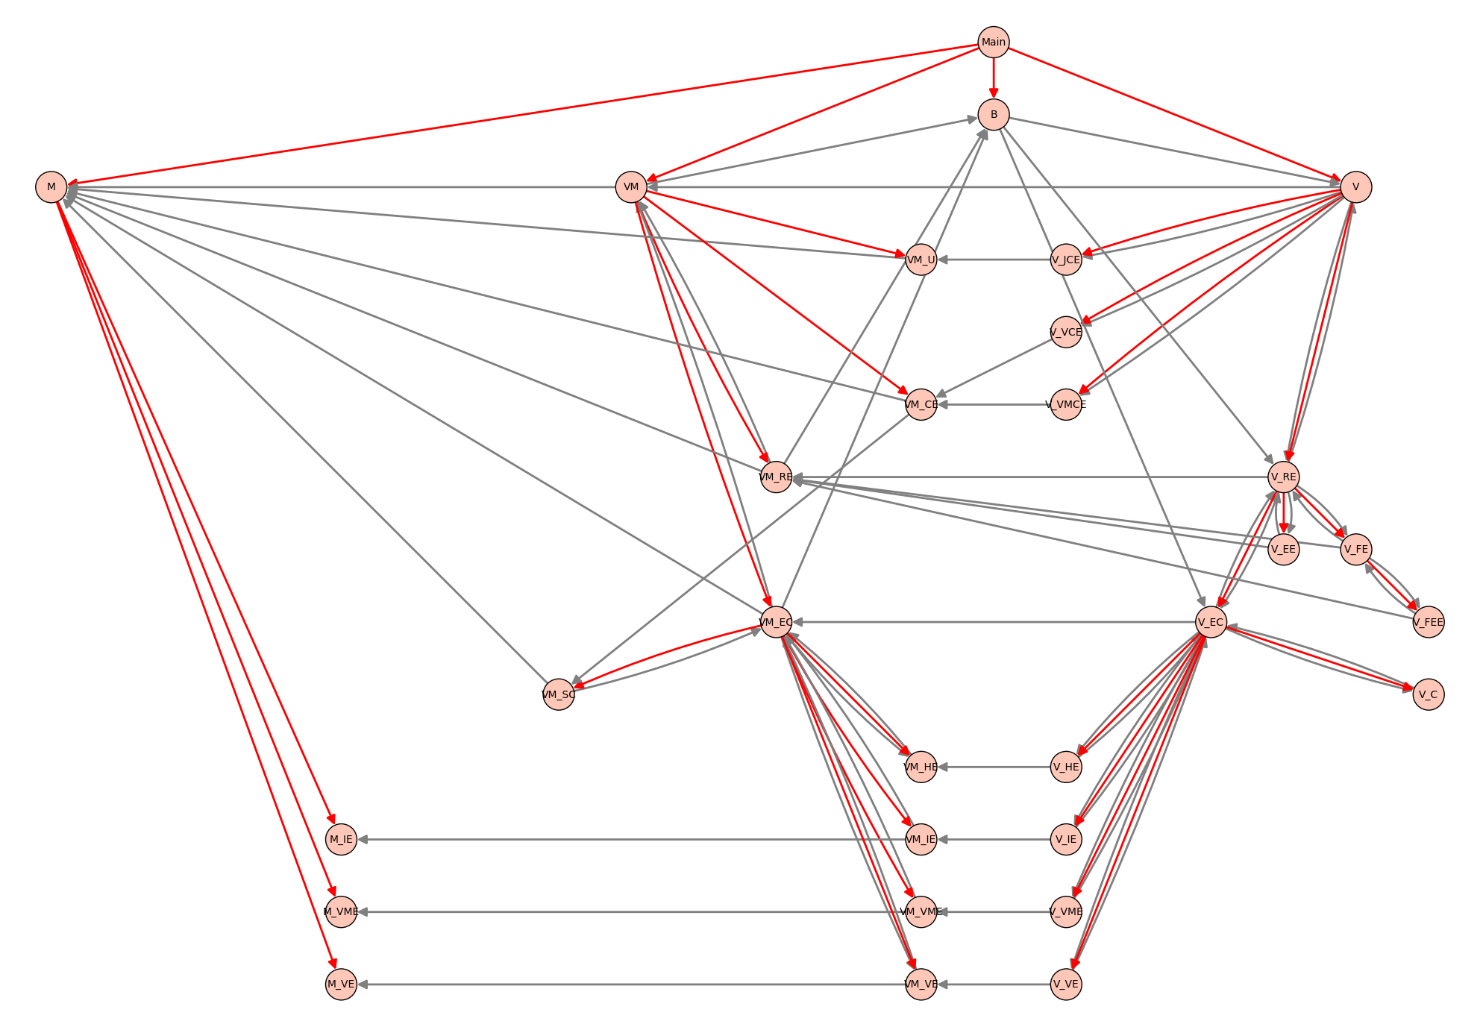 Main
B
M
VM
V
VM_U
V_JCE
V_VCE
VM_CE
V_VMCE
VM_RE
V_RE
V_EE
V_FE
VM_EC
V_EC
V_FEE
VM_SC
V_C
VM_HE
V_HE
M_IE
VM_IE
V_IE
M_VME
VM_VME
V_VME
M_VE
VM_VE
V_VE